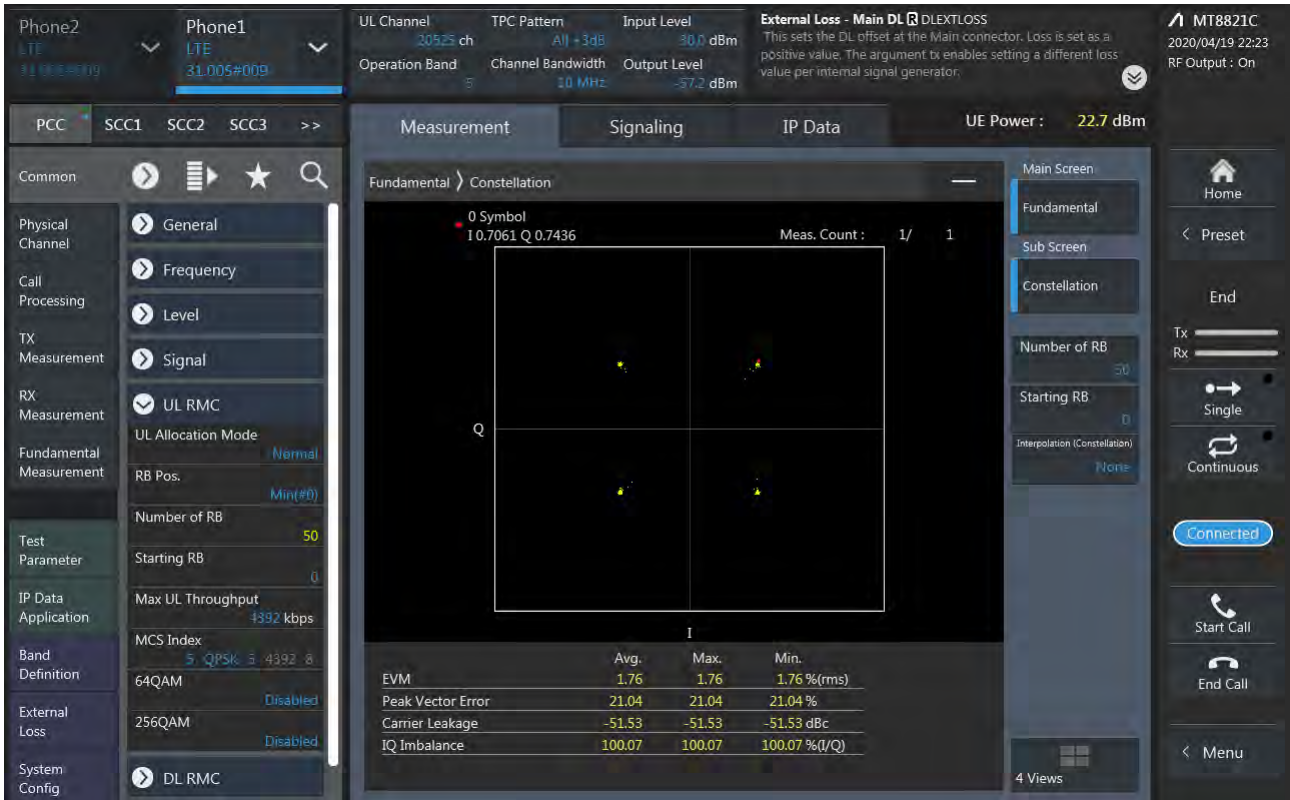 Phone2
LTE
31.005#009
Phone1
LTE
31.005#009
UL Channel
20525 ch
TPC Pattern
All +3dB
Input Level
30.0 dBm
Operation Band
5
Channel Bandwidth
10 MHz
Output Level
-57.2 dBm
External Loss - Main DL R DLEXTLOSS
This sets the DL offset at the Main connector. Loss is set as a
positive value. The argument tx enables setting a different loss
value per internal signal generator.
MT8821C
2020/04/19 22:23
RF Output : On
PCC
SCC1
SCC2
SCC3
>>
Measurement
Signaling
IP Data
UE Power : 22.7 dBm
Common
Physical
Channel
Call
Processing
TX
Measurement
RX
Measurement
Fundamental
Measurement
Test
Parameter
IP Data
Application
Band
Definition
External
Loss
System
Config
General
Frequency
Level
Signal
UL RMC
UL Allocation Mode
Normal
RB Pos.
Min(#0)
Number of RB
50
Starting RB
0
Max UL Throughput
4392 kbps
MCS Index
5 QPSK 5 4392 8
64QAM
Disabled
256QAM
Disabled
DL RMC
Fundamental > Constellation
0 Symbol
I 0.7061 Q 0.7436
Meas. Count : 1/ 1
Q
I
Avg. Max. Min.
EVM 1.76 1.76 1.76 %(rms)
Peak Vector Error 21.04 21.04 21.04 %
Carrier Leakage -51.53 -51.53 -51.53 dBc
IQ Imbalance 100.07 100.07 100.07 %(I/Q)
Main Screen
Fundamental
Sub Screen
Constellation
Number of RB
50
Starting RB
0
Interpolation (Constellation)
None
4 Views
Home
< Preset
End
Tx
Rx
Single
Continuous
Connected
Start Call
End Call
< Menu